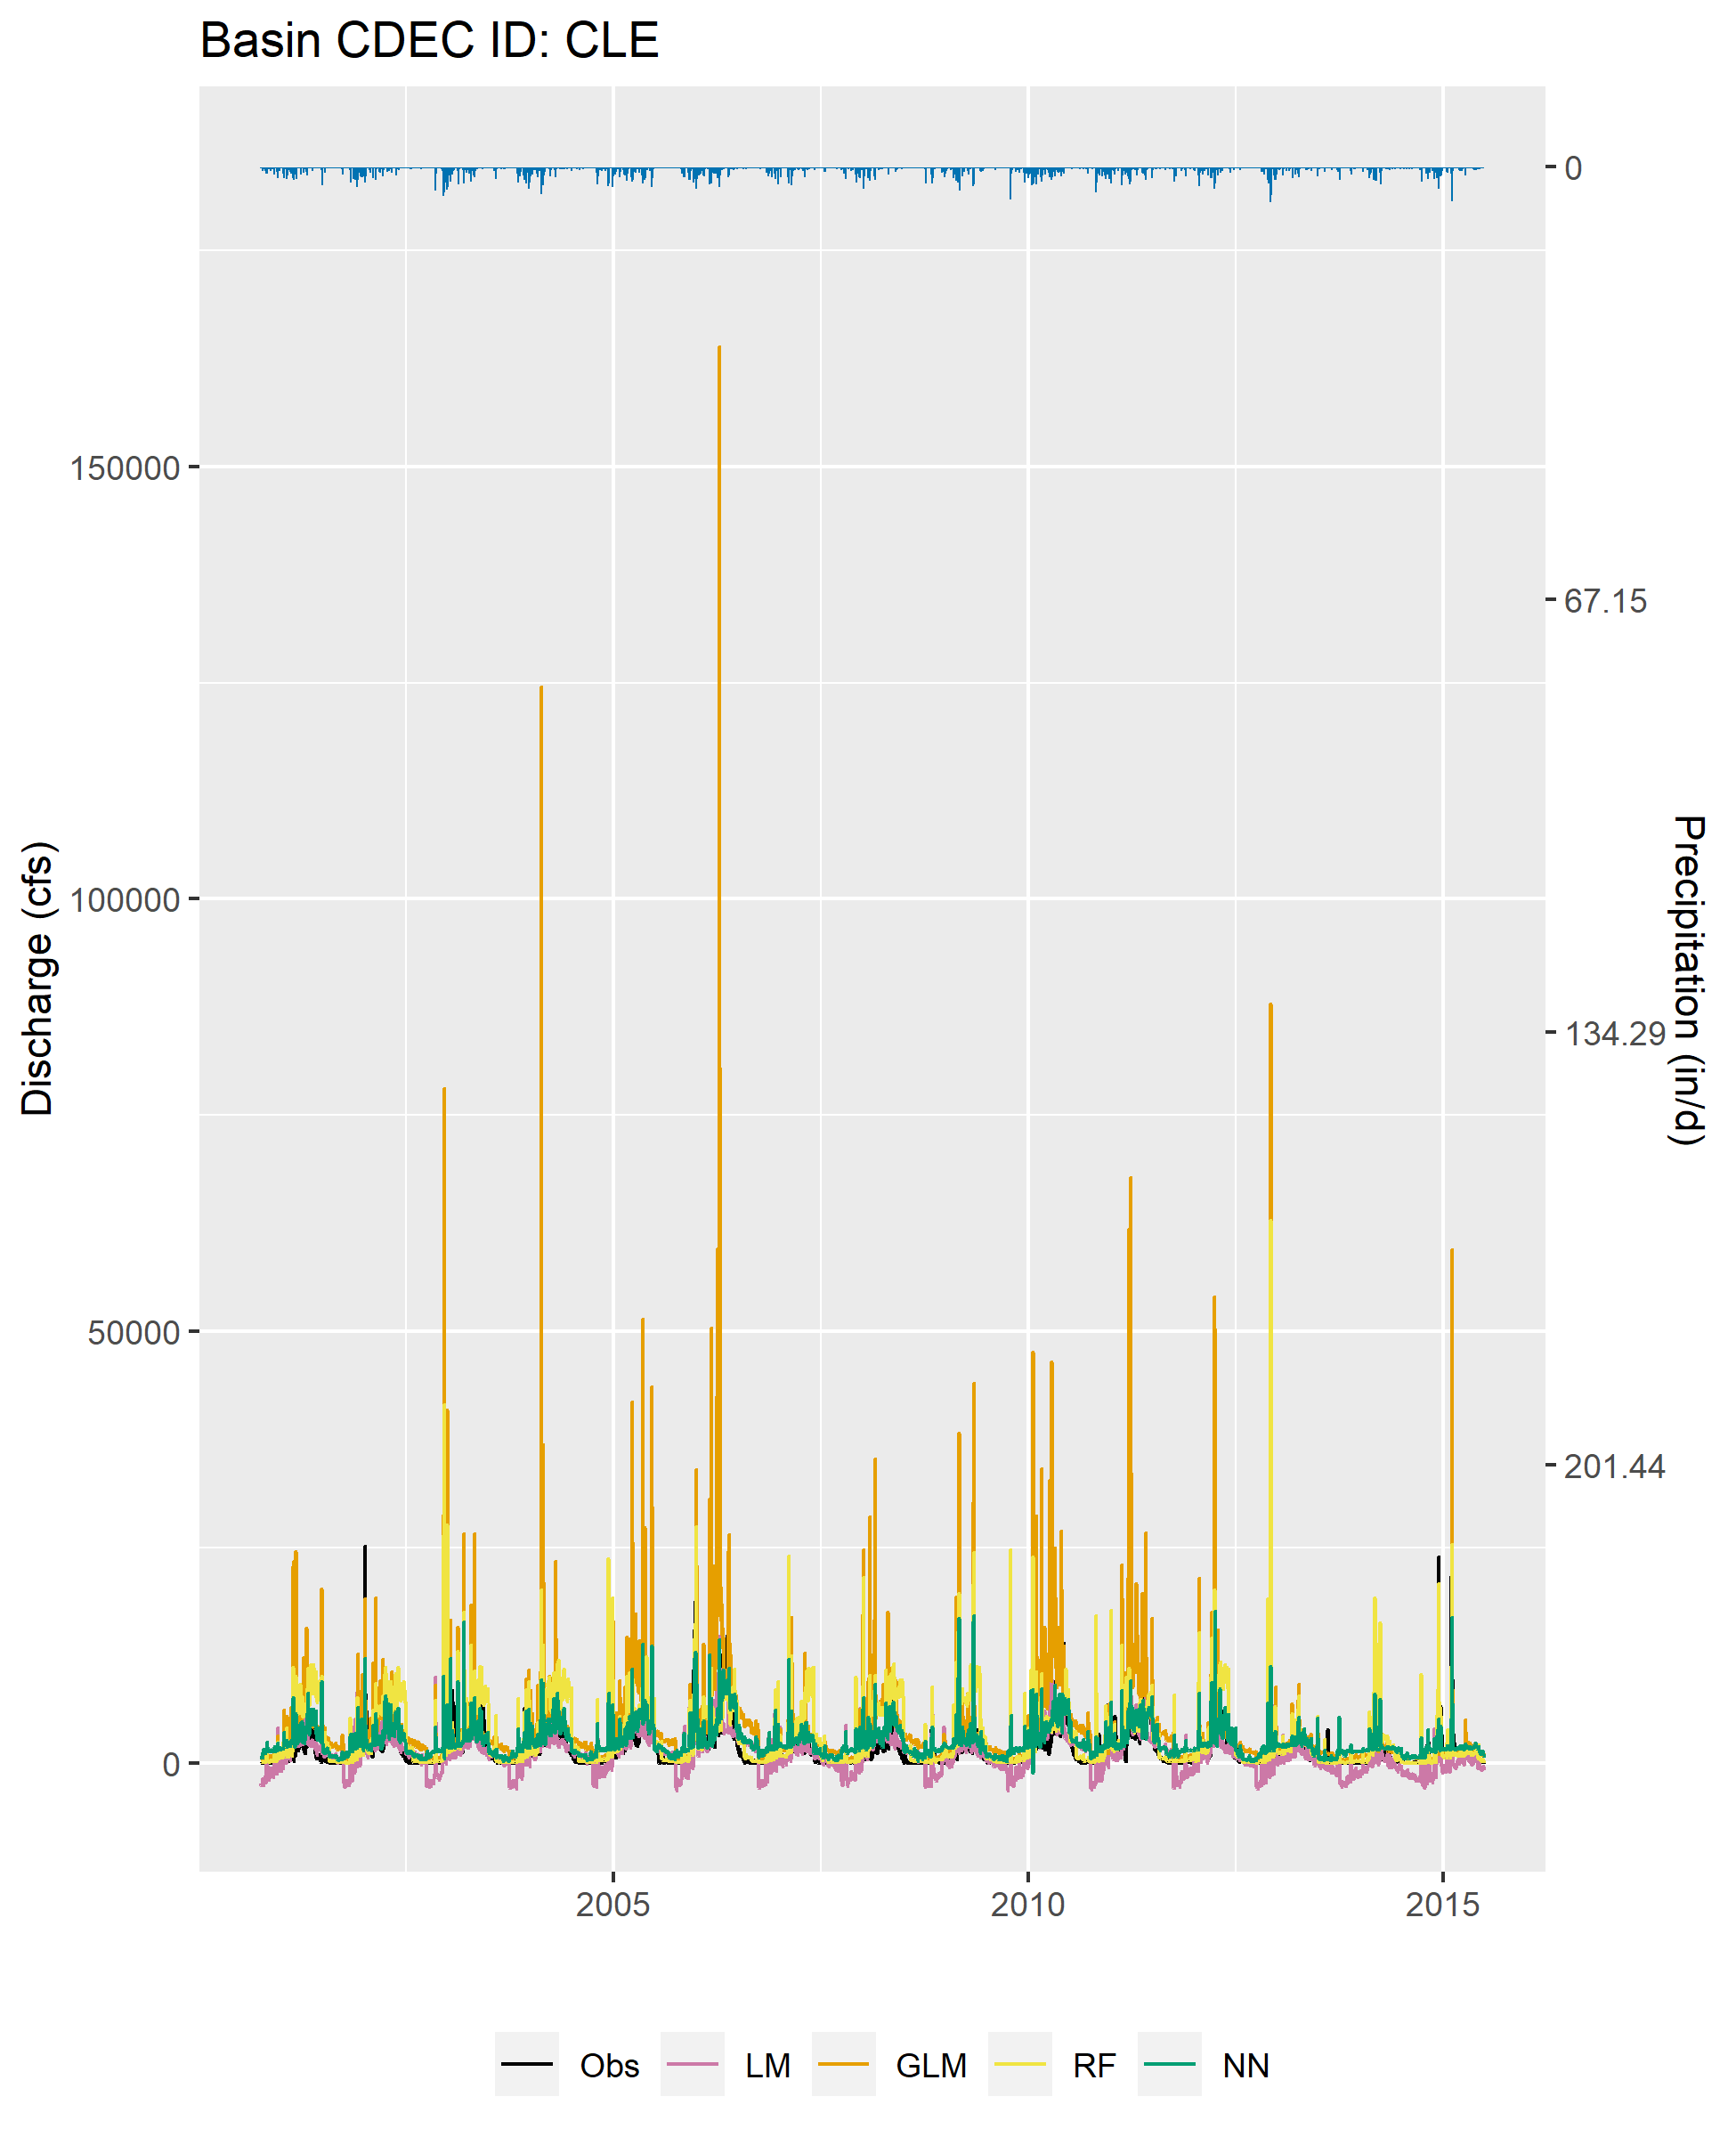 Basin CDEC ID: CLE
0
150000
67.15
100000
134.29
50000
201.44
0
Discharge (cfs)
Precipitation (in/d)
2005 2010 2015
Obs LM GLM RF NN